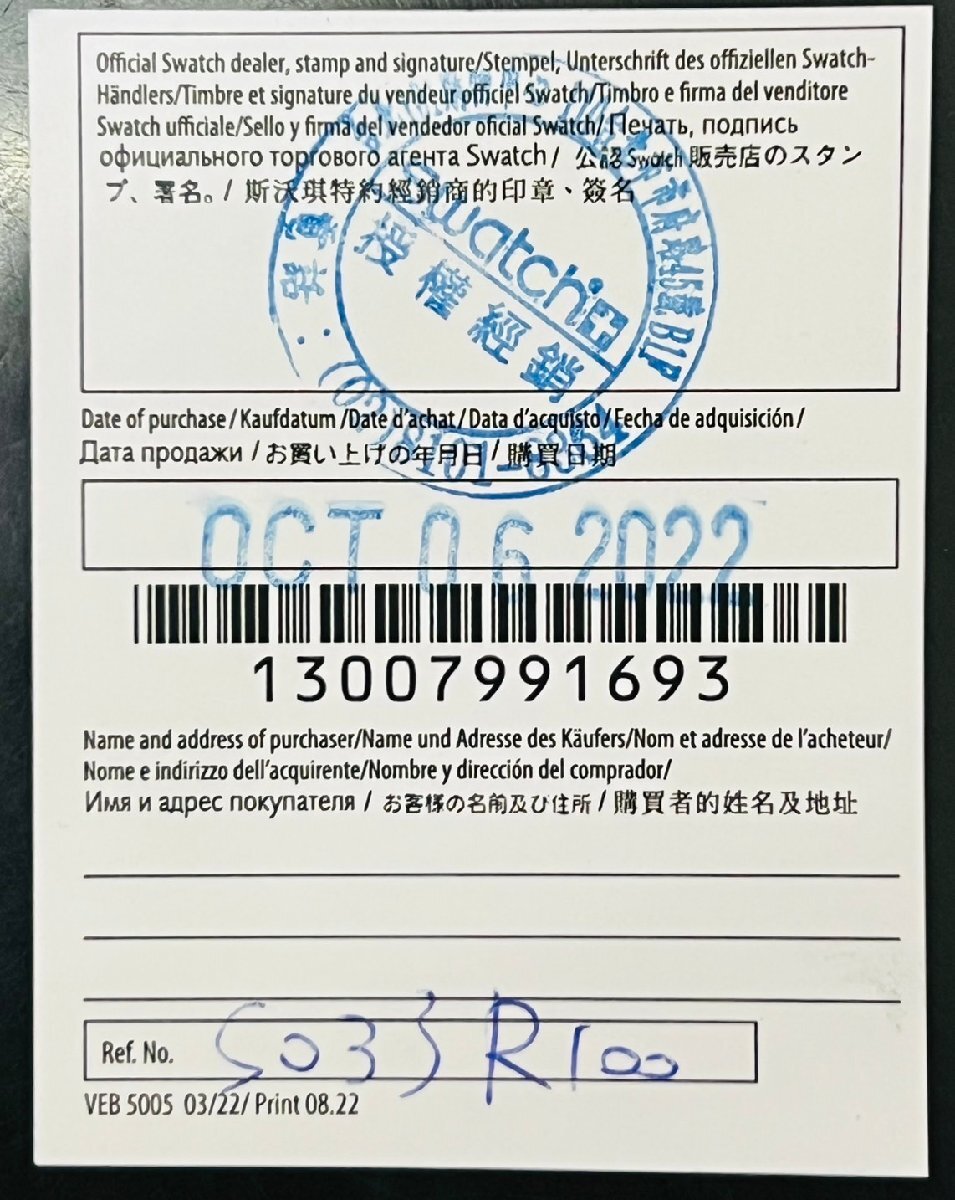 Official Swatch dealer, stamp and signature/Stempel, Unterschrift des offiziellen Swatch-
Händlers/Timbre et signature du vendeur officiel Swatch/Timbro e firma del venditore
Swatch ufficiale/Sello y firma del vendedor oficial Swatch/ Печать, подпись
официального торгового агента Swatch / 公認 Swatch 販売店のスタン
プ、署名。/ 斯沃琪特約經銷商的印章、簽名
swatch
授權經銷
Date of purchase / Kaufdatum /Date d'achat / Data d'acquisto / Fecha de adquisición /
Дата продажи / お買い上げの年月日 / 購買日期
OCT 06 2022
13007991693
Name and address of purchaser/Name und Adresse des Käufers/Nom et adresse de l'acheteur/
Nome e indirizzo dell'acquirente/Nombre y dirección del comprador/
Имя и адрес покупателя / お客様の名前及び住所 / 購買者的姓名及地址
Ref. No. SO33R100
VEB 5005 03/22/ Print 08.22